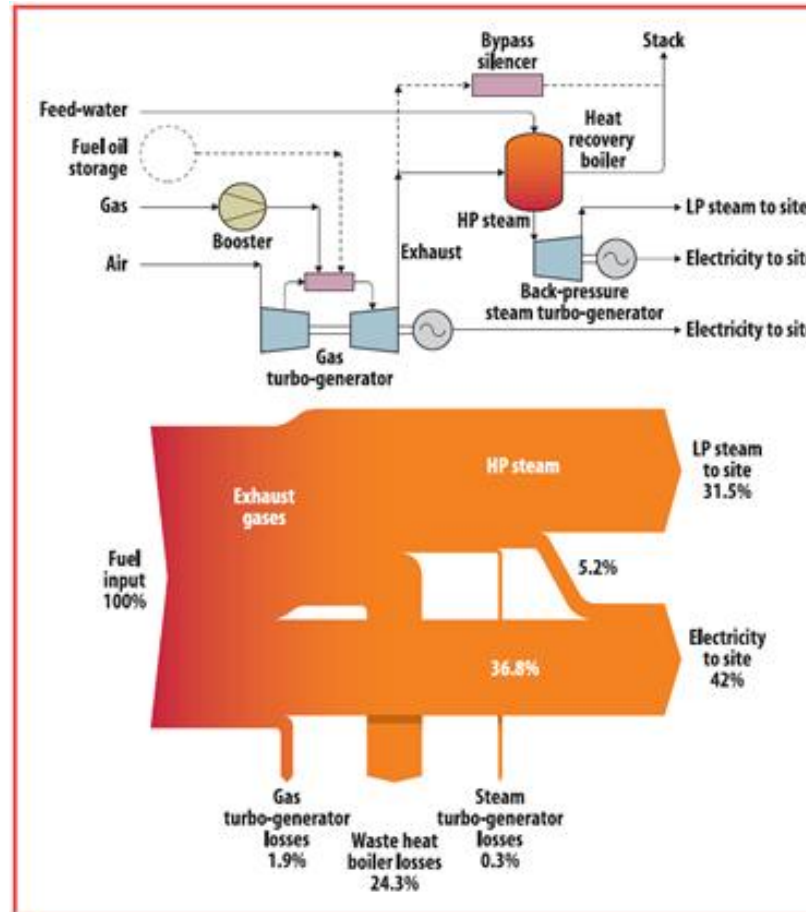 Bypass
silencer
Stack
Feed-water
Fuel oil
storage
Heat
recovery
boiler
Gas
Booster
HP steam
LP steam to site
Air
Exhaust
Electricity to site
Back-pressure
steam turbo-generator
Electricity to site
Gas
turbo-generator
HP steam
LP steam
to site
31.5%
Exhaust
gases
Fuel
input
100%
5.2%
36.8%
Electricity
to site
42%
Gas
turbo-generator
losses
1.9%
Waste heat
boiler losses
24.3%
Steam
turbo-generator
losses
0.3%